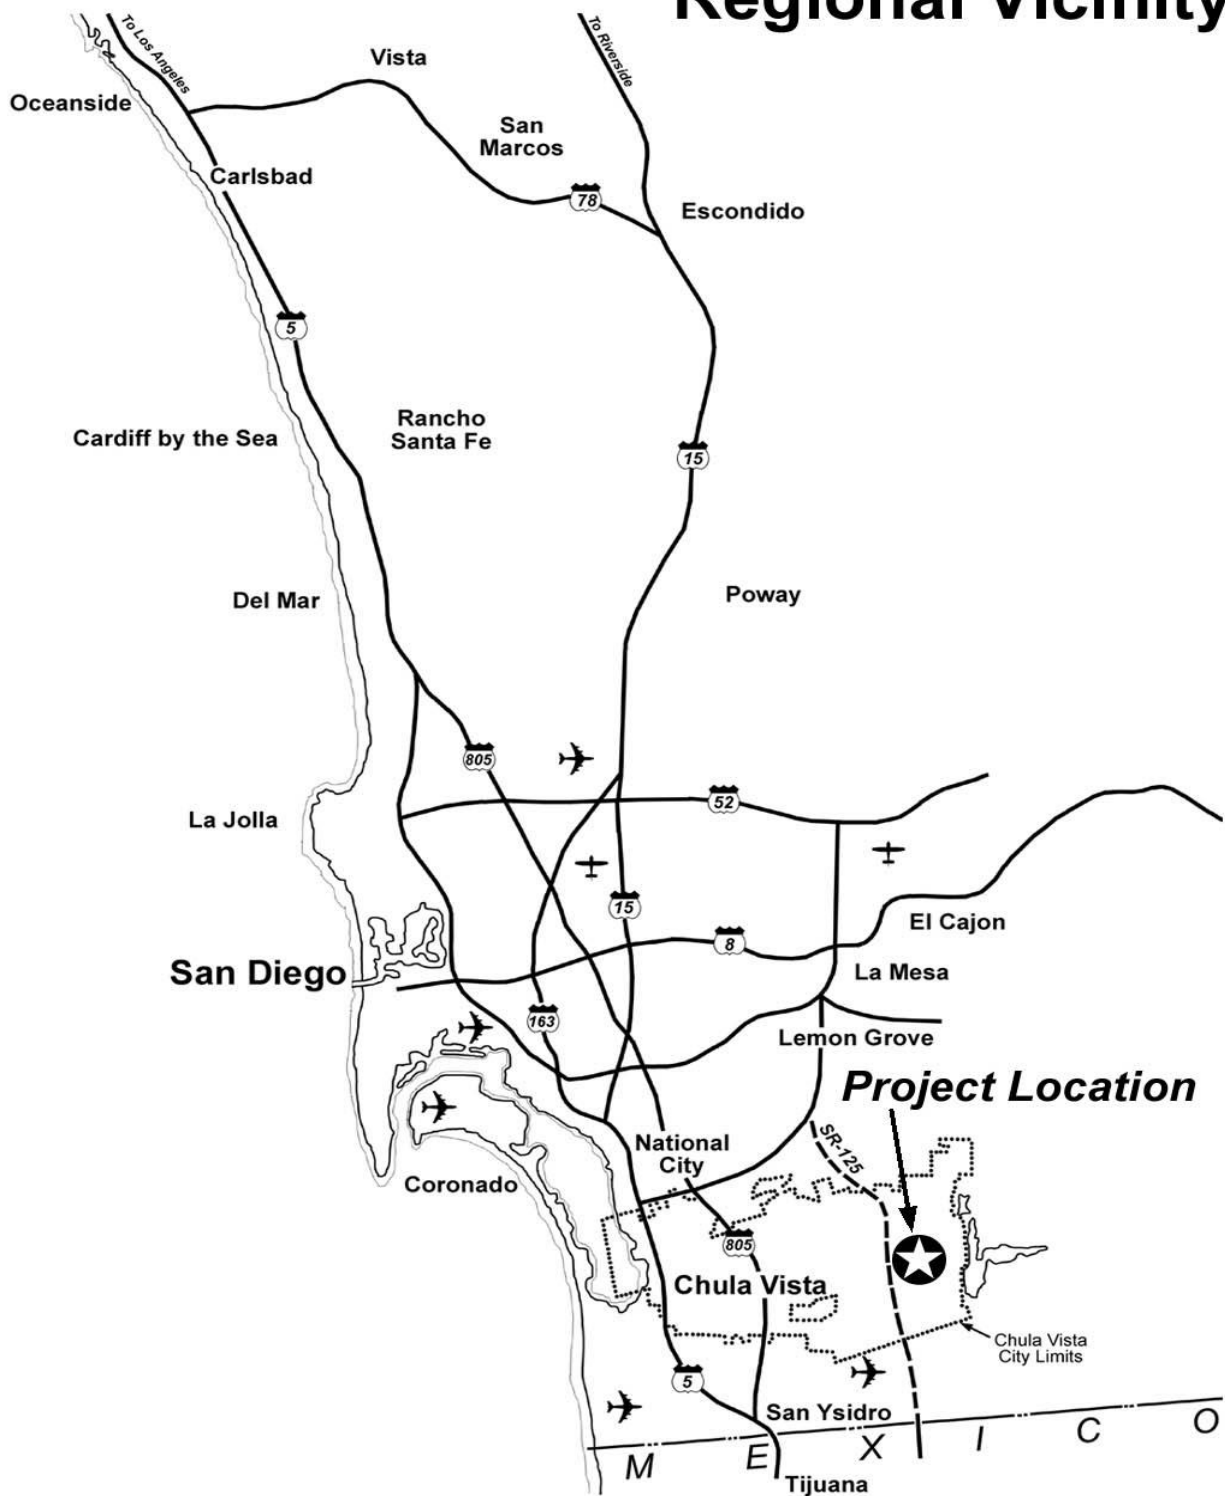 Regional Vicinity
To Los Angeles
To Riverside
Vista
Oceanside
San
Marcos
Carlsbad
78
Escondido
5
Rancho
Santa Fe
Cardiff by the Sea
15
Del Mar
Poway
805
52
La Jolla
15
El Cajon
8
La Mesa
San Diego
163
Lemon Grove
Project Location
SR-125
National
City
Coronado
805
Chula Vista
Chula Vista
City Limits
5
San Ysidro
M E X I C O
Tijuana